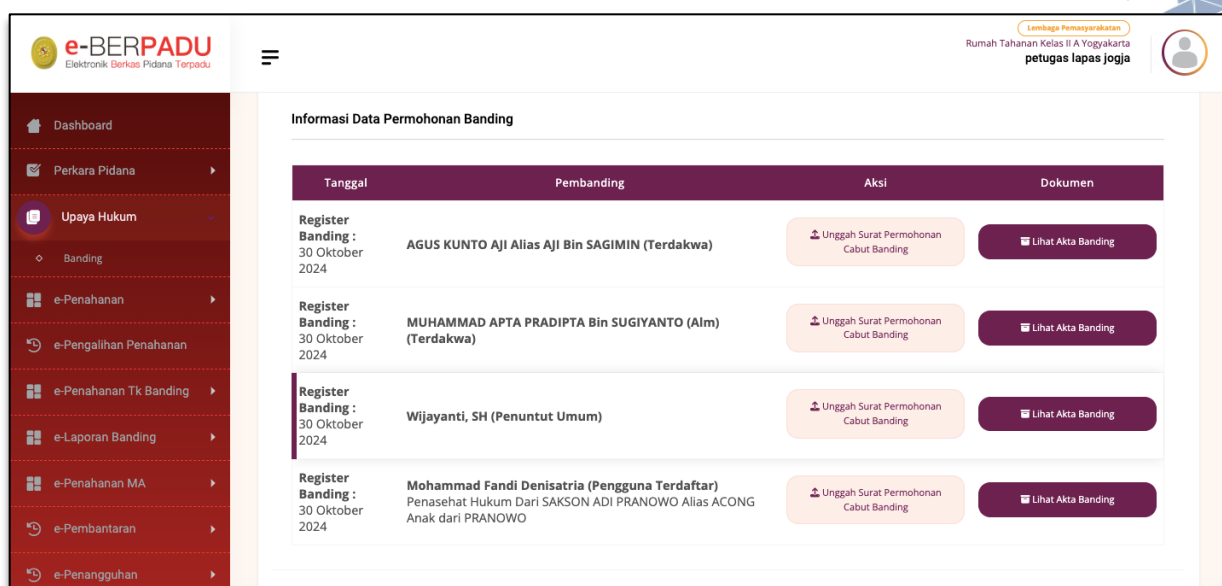 e-BERPADU
Elektronik Berkas Pidana Terpadu
Lembaga Pemasyarakatan
Rumah Tahanan Kelas II A Yogyakarta
petugas lapas jogja
Dashboard
Perkara Pidana
Upaya Hukum
Banding
e-Penahanan
e-Pengalihan Penahanan
e-Penahanan Tk Banding
e-Laporan Banding
e-Penahanan MA
e-Pembantaran
e-Penangguhan
Informasi Data Permohonan Banding
Tanggal Pembanding Aksi Dokumen
Register
Banding :
30 Oktober
2024
AGUS KUNTO AJI Alias AJI Bin SAGIMIN (Terdakwa)
Unggah Surat Permohonan
Cabut Banding
Lihat Akta Banding
Register
Banding :
30 Oktober
2024
MUHAMMAD APTA PRADIPTA Bin SUGIYANTO (Alm)
(Terdakwa)
Unggah Surat Permohonan
Cabut Banding
Lihat Akta Banding
Register
Banding :
30 Oktober
2024
Wijayanti, SH (Penuntut Umum)
Unggah Surat Permohonan
Cabut Banding
Lihat Akta Banding
Register
Banding :
30 Oktober
2024
Mohammad Fandi Denisatria (Pengguna Terdaftar)
Penasehat Hukum Dari SAKSON ADI PRANOWO Alias ACONG
Anak dari PRANOWO
Unggah Surat Permohonan
Cabut Banding
Lihat Akta Banding